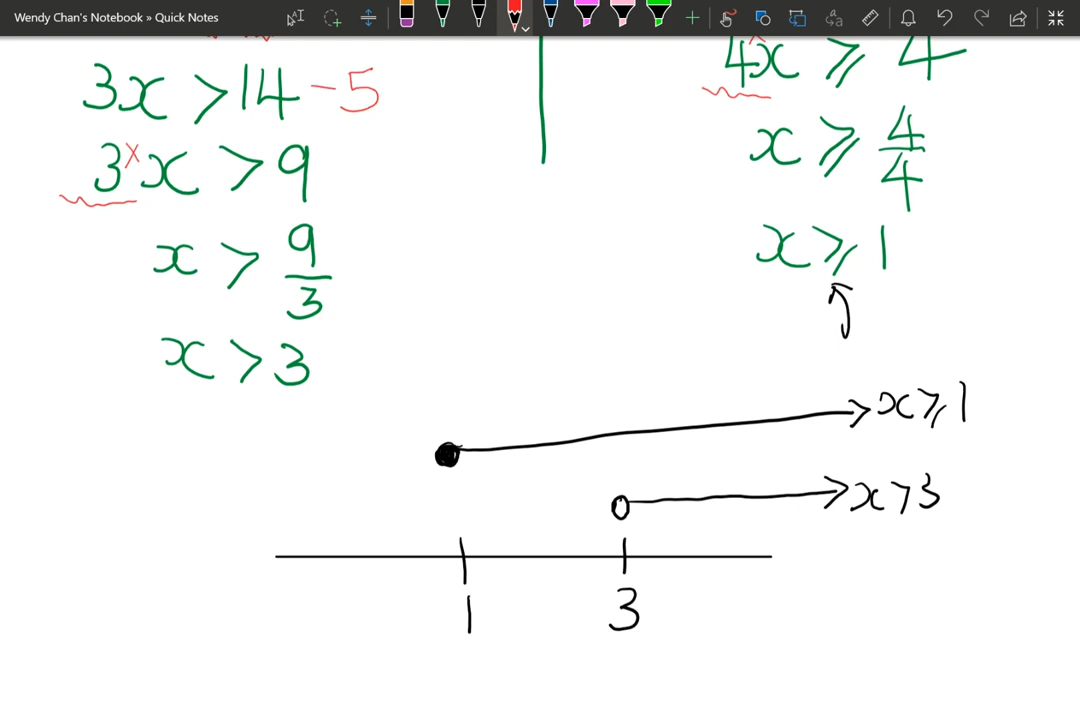 Wendy Chan's Notebook » Quick Notes
3x > 14 - 5
3 × x > 9
x > 9/3
x > 3
4x ⩾ 4
x ⩾ 4/4
x ⩾ 1
x ⩾ 1
x > 3
1 3